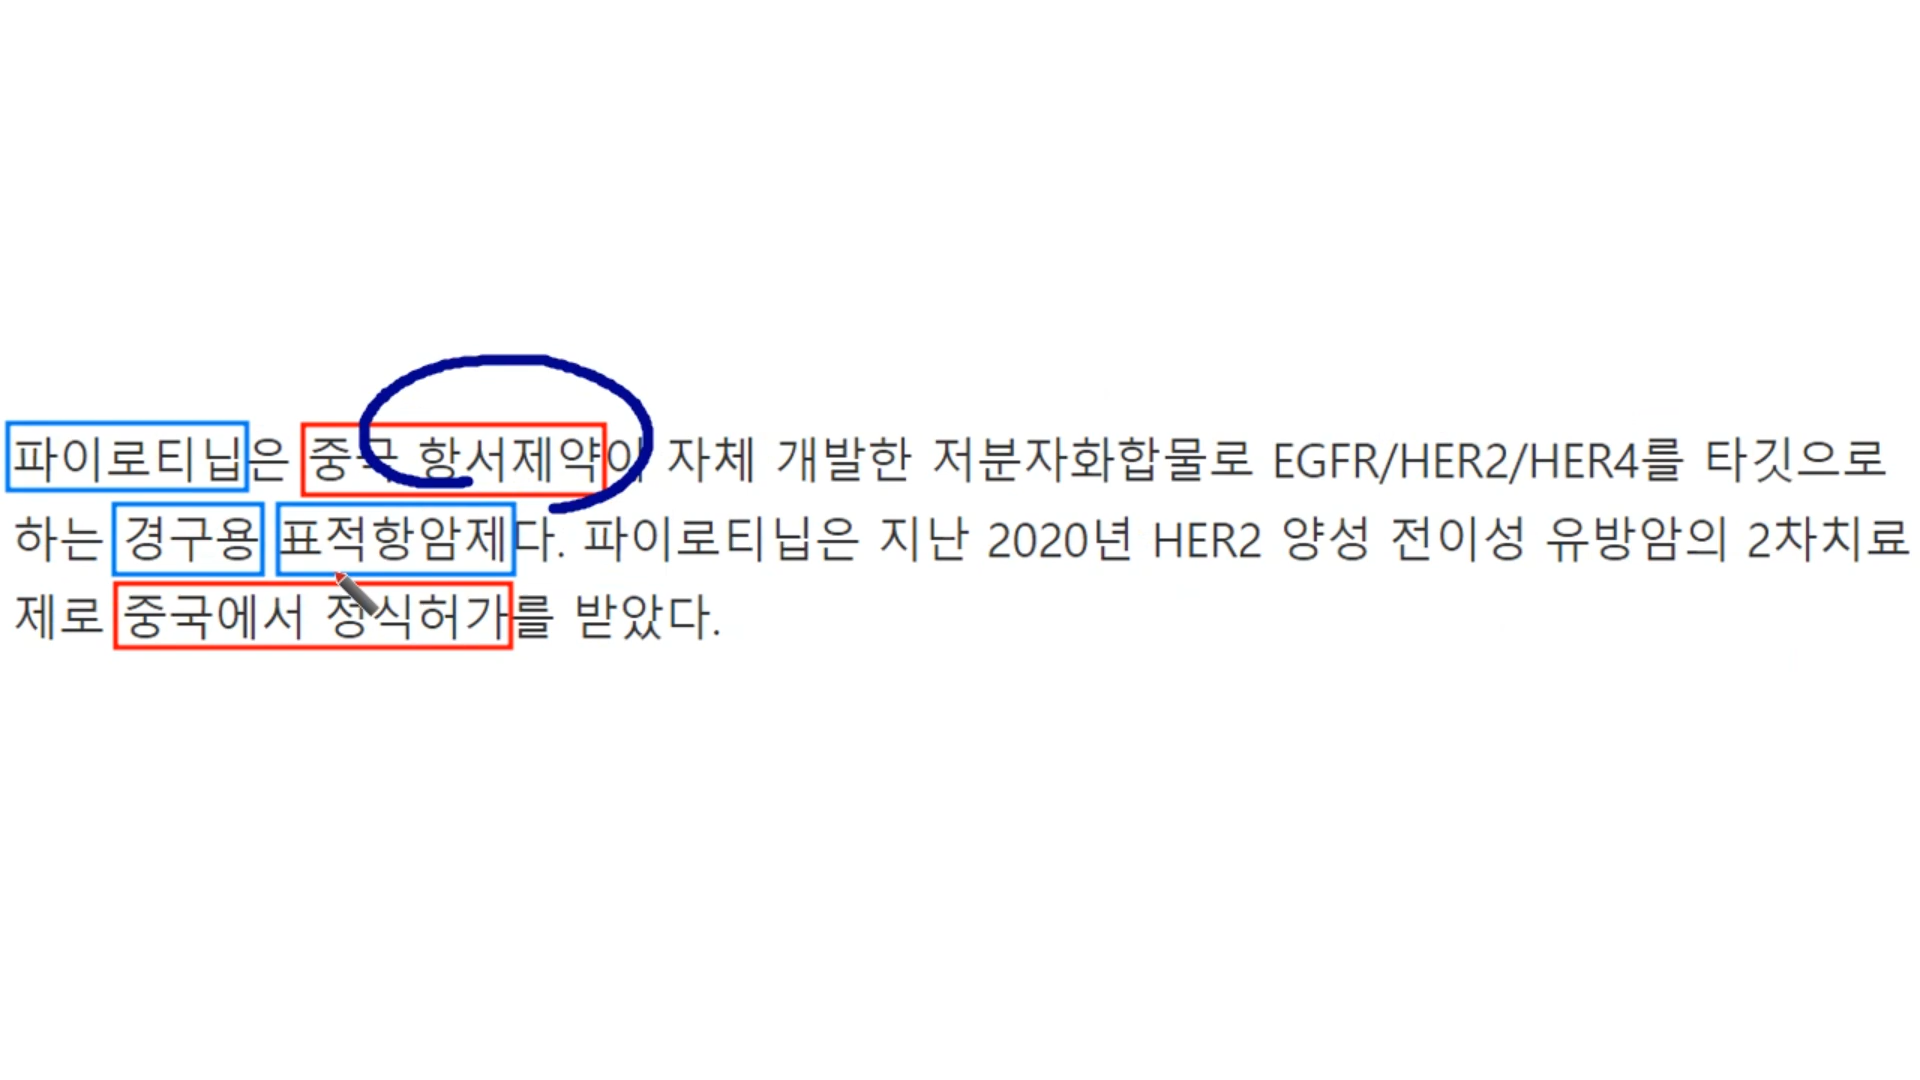 파이로티닙은 중국 항서제약이 자체 개발한 저분자화합물로 EGFR/HER2/HER4를 타깃으로
하는 경구용 표적항암제다. 파이로티닙은 지난 2020년 HER2 양성 전이성 유방암의 2차치료
제로 중국에서 정식허가를 받았다.